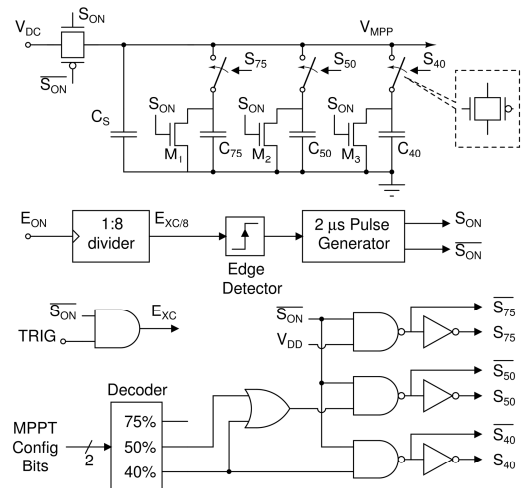 S_ON
V_DC
V_MPP
S̅_O̅N̅
S_75
S_50
S_40
S_ON
S_ON
S_ON
C_S
M_1
C_75
M_2
C_50
M_3
C_40
E_ON
1:8
divider
E_XC/8
Edge
Detector
2 μs Pulse
Generator
S_ON
S̅_O̅N̅
S̅_O̅N̅
TRIG
E_XC
S̅_O̅N̅
V_DD
S̅_7̅5̅
S_75
S̅_5̅0̅
S_50
S̅_4̅0̅
S_40
MPPT
Config
Bits
2
Decoder
75%
50%
40%